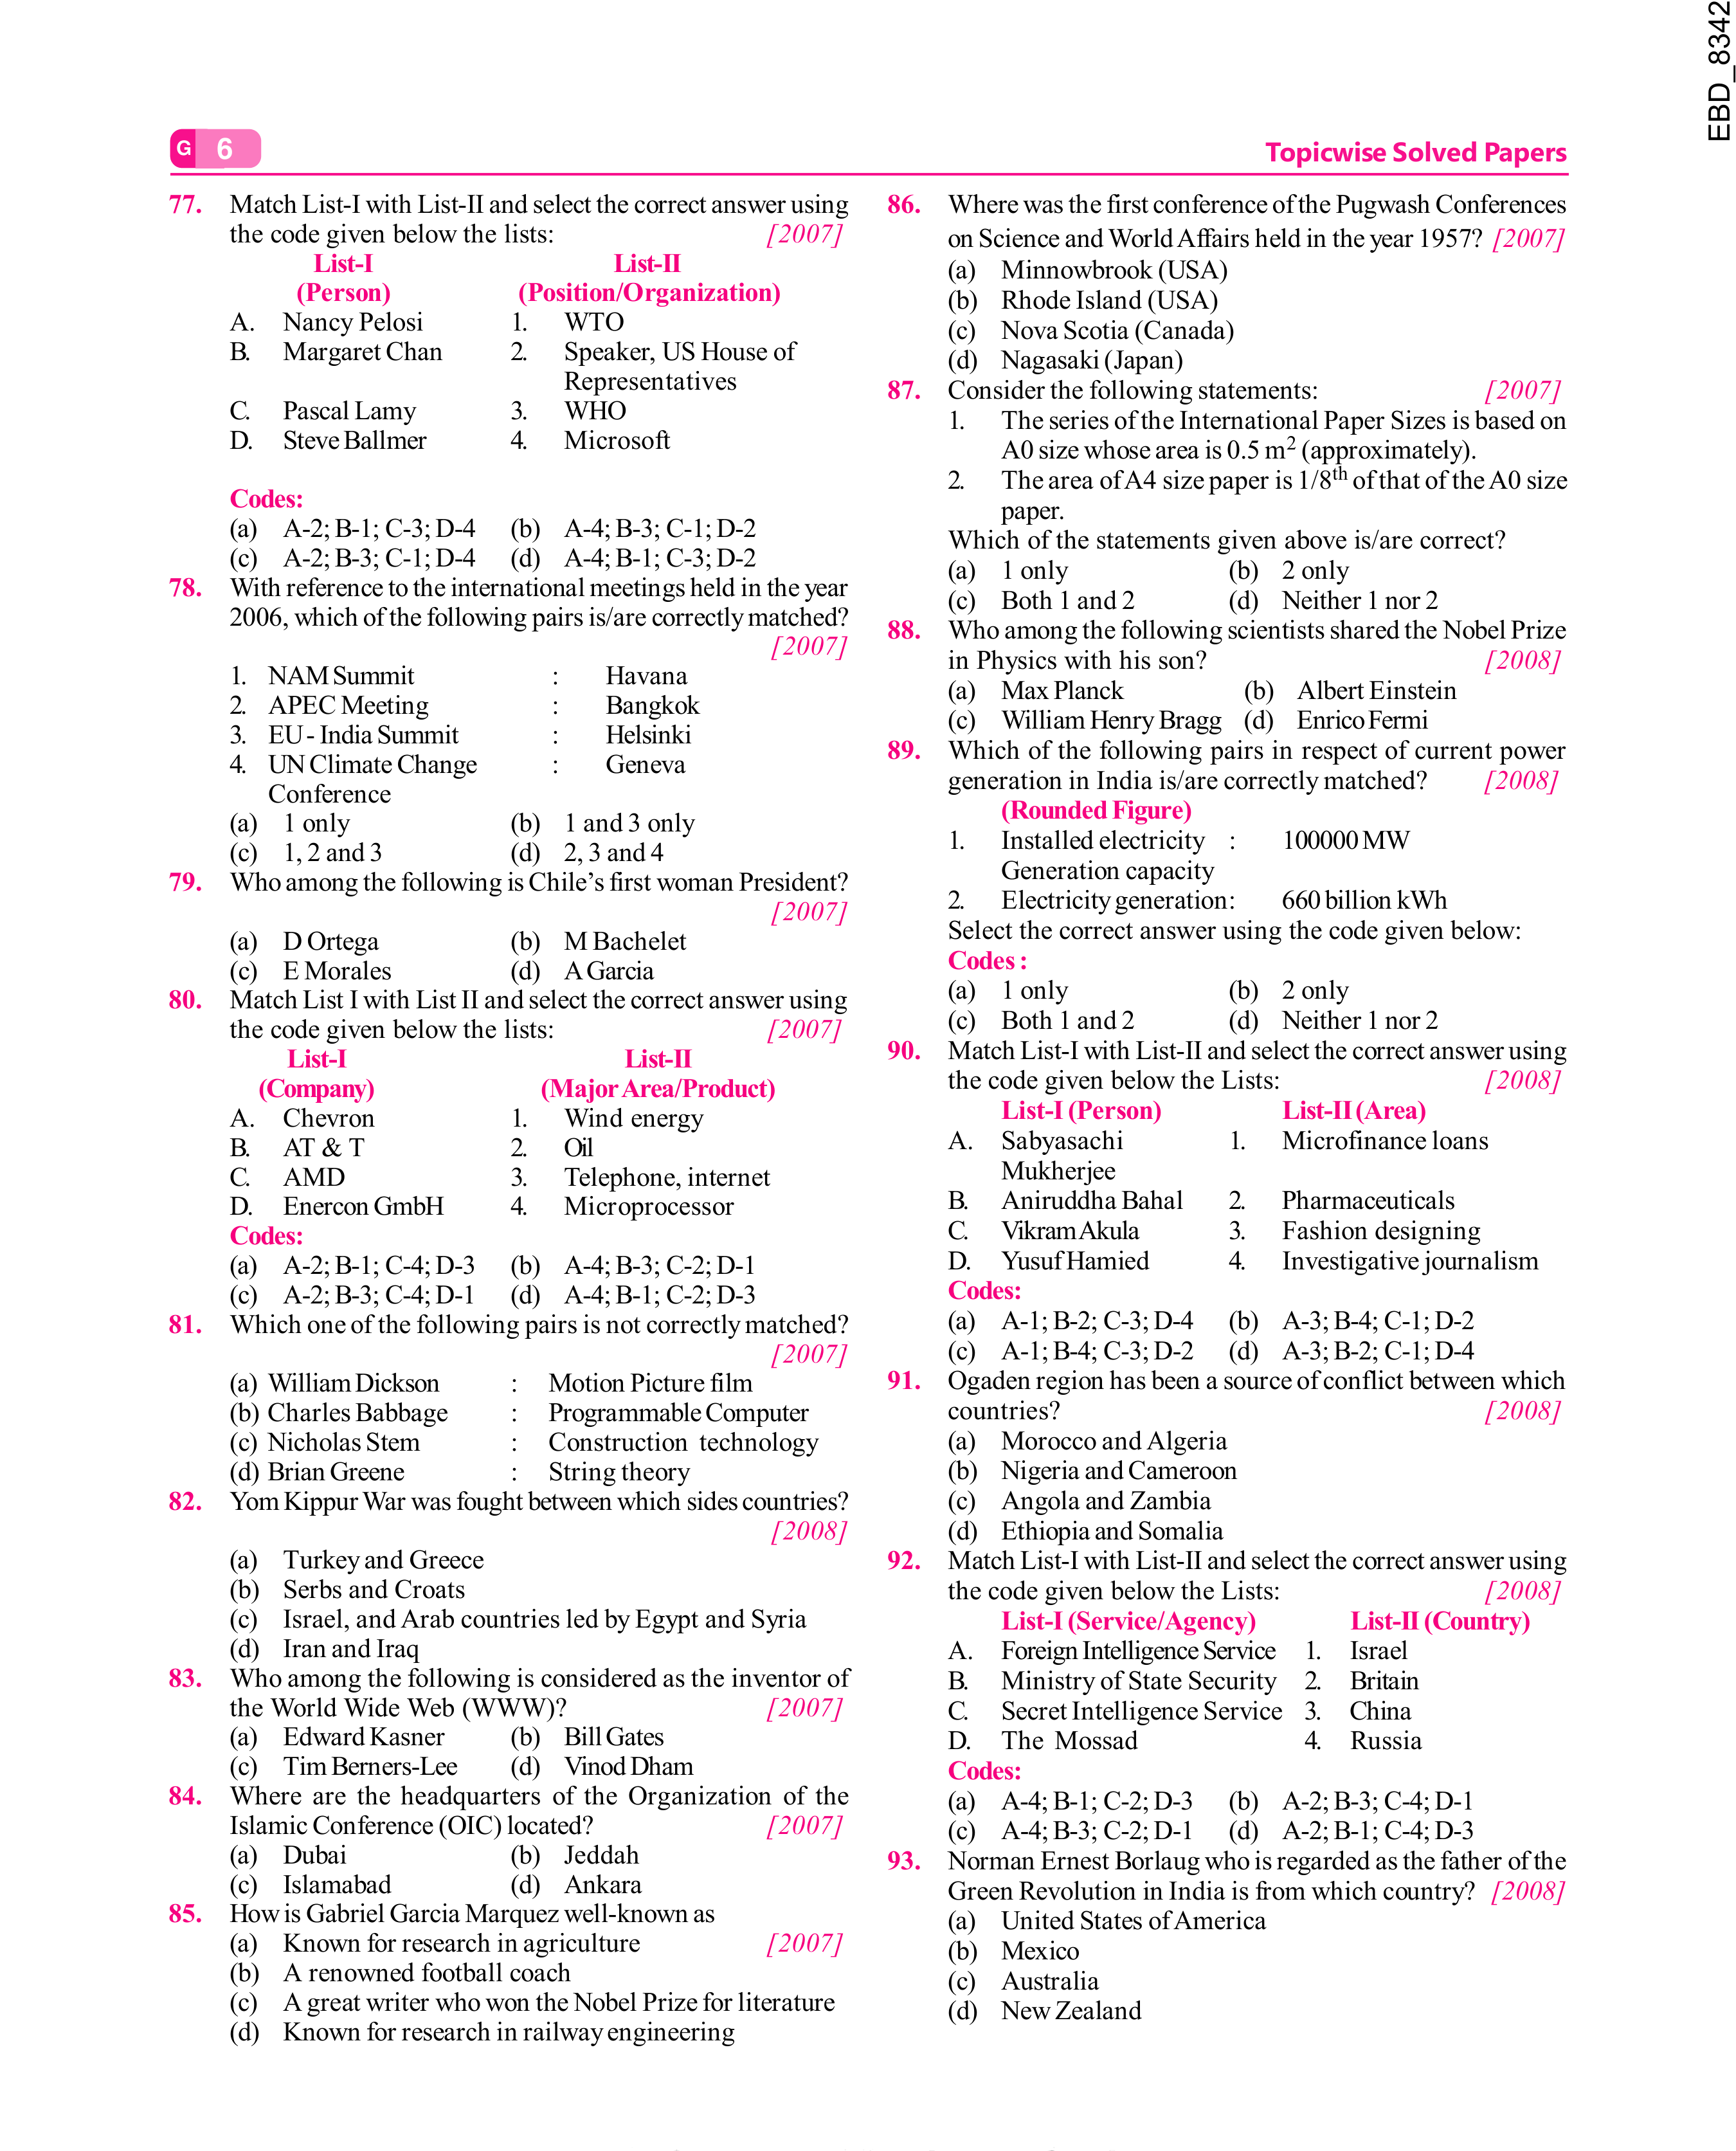 EBD_8342
G 6
Topicwise Solved Papers
77. Match List-I with List-II and select the correct answer using
the code given below the lists: [2007]
List-I List-II
(Person) (Position/Organization)
A. Nancy Pelosi 1. WTO
B. Margaret Chan 2. Speaker, US House of
Representatives
C. Pascal Lamy 3. WHO
D. Steve Ballmer 4. Microsoft
Codes:
(a) A-2; B-1; C-3; D-4 (b) A-4; B-3; C-1; D-2
(c) A-2; B-3; C-1; D-4 (d) A-4; B-1; C-3; D-2
78. With reference to the international meetings held in the year
2006, which of the following pairs is/are correctly matched?
[2007]
1. NAM Summit : Havana
2. APEC Meeting : Bangkok
3. EU - India Summit : Helsinki
4. UN Climate Change : Geneva
Conference
(a) 1 only (b) 1 and 3 only
(c) 1, 2 and 3 (d) 2, 3 and 4
79. Who among the following is Chile's first woman President?
[2007]
(a) D Ortega (b) M Bachelet
(c) E Morales (d) A Garcia
80. Match List I with List II and select the correct answer using
the code given below the lists: [2007]
List-I List-II
(Company) (Major Area/Product)
A. Chevron 1. Wind energy
B. AT & T 2. Oil
C. AMD 3. Telephone, internet
D. Enercon GmbH 4. Microprocessor
Codes:
(a) A-2; B-1; C-4; D-3 (b) A-4; B-3; C-2; D-1
(c) A-2; B-3; C-4; D-1 (d) A-4; B-1; C-2; D-3
81. Which one of the following pairs is not correctly matched?
[2007]
(a) William Dickson : Motion Picture film
(b) Charles Babbage : Programmable Computer
(c) Nicholas Stem : Construction technology
(d) Brian Greene : String theory
82. Yom Kippur War was fought between which sides countries?
[2008]
(a) Turkey and Greece
(b) Serbs and Croats
(c) Israel, and Arab countries led by Egypt and Syria
(d) Iran and Iraq
83. Who among the following is considered as the inventor of
the World Wide Web (WWW)? [2007]
(a) Edward Kasner (b) Bill Gates
(c) Tim Berners-Lee (d) Vinod Dham
84. Where are the headquarters of the Organization of the
Islamic Conference (OIC) located? [2007]
(a) Dubai (b) Jeddah
(c) Islamabad (d) Ankara
85. How is Gabriel Garcia Marquez well-known as
(a) Known for research in agriculture [2007]
(b) A renowned football coach
(c) A great writer who won the Nobel Prize for literature
(d) Known for research in railway engineering
86. Where was the first conference of the Pugwash Conferences
on Science and World Affairs held in the year 1957? [2007]
(a) Minnowbrook (USA)
(b) Rhode Island (USA)
(c) Nova Scotia (Canada)
(d) Nagasaki (Japan)
87. Consider the following statements: [2007]
1. The series of the International Paper Sizes is based on
A0 size whose area is 0.5 m² (approximately).
2. The area of A4 size paper is 1/8th of that of the A0 size
paper.
Which of the statements given above is/are correct?
(a) 1 only (b) 2 only
(c) Both 1 and 2 (d) Neither 1 nor 2
88. Who among the following scientists shared the Nobel Prize
in Physics with his son? [2008]
(a) Max Planck (b) Albert Einstein
(c) William Henry Bragg (d) Enrico Fermi
89. Which of the following pairs in respect of current power
generation in India is/are correctly matched? [2008]
(Rounded Figure)
1. Installed electricity : 100000 MW
Generation capacity
2. Electricity generation: 660 billion kWh
Select the correct answer using the code given below:
Codes :
(a) 1 only (b) 2 only
(c) Both 1 and 2 (d) Neither 1 nor 2
90. Match List-I with List-II and select the correct answer using
the code given below the Lists: [2008]
List-I (Person) List-II (Area)
A. Sabyasachi 1. Microfinance loans
Mukherjee
B. Aniruddha Bahal 2. Pharmaceuticals
C. Vikram Akula 3. Fashion designing
D. Yusuf Hamied 4. Investigative journalism
Codes:
(a) A-1; B-2; C-3; D-4 (b) A-3; B-4; C-1; D-2
(c) A-1; B-4; C-3; D-2 (d) A-3; B-2; C-1; D-4
91. Ogaden region has been a source of conflict between which
countries? [2008]
(a) Morocco and Algeria
(b) Nigeria and Cameroon
(c) Angola and Zambia
(d) Ethiopia and Somalia
92. Match List-I with List-II and select the correct answer using
the code given below the Lists: [2008]
List-I (Service/Agency) List-II (Country)
A. Foreign Intelligence Service 1. Israel
B. Ministry of State Security 2. Britain
C. Secret Intelligence Service 3. China
D. The Mossad 4. Russia
Codes:
(a) A-4; B-1; C-2; D-3 (b) A-2; B-3; C-4; D-1
(c) A-4; B-3; C-2; D-1 (d) A-2; B-1; C-4; D-3
93. Norman Ernest Borlaug who is regarded as the father of the
Green Revolution in India is from which country? [2008]
(a) United States of America
(b) Mexico
(c) Australia
(d) New Zealand